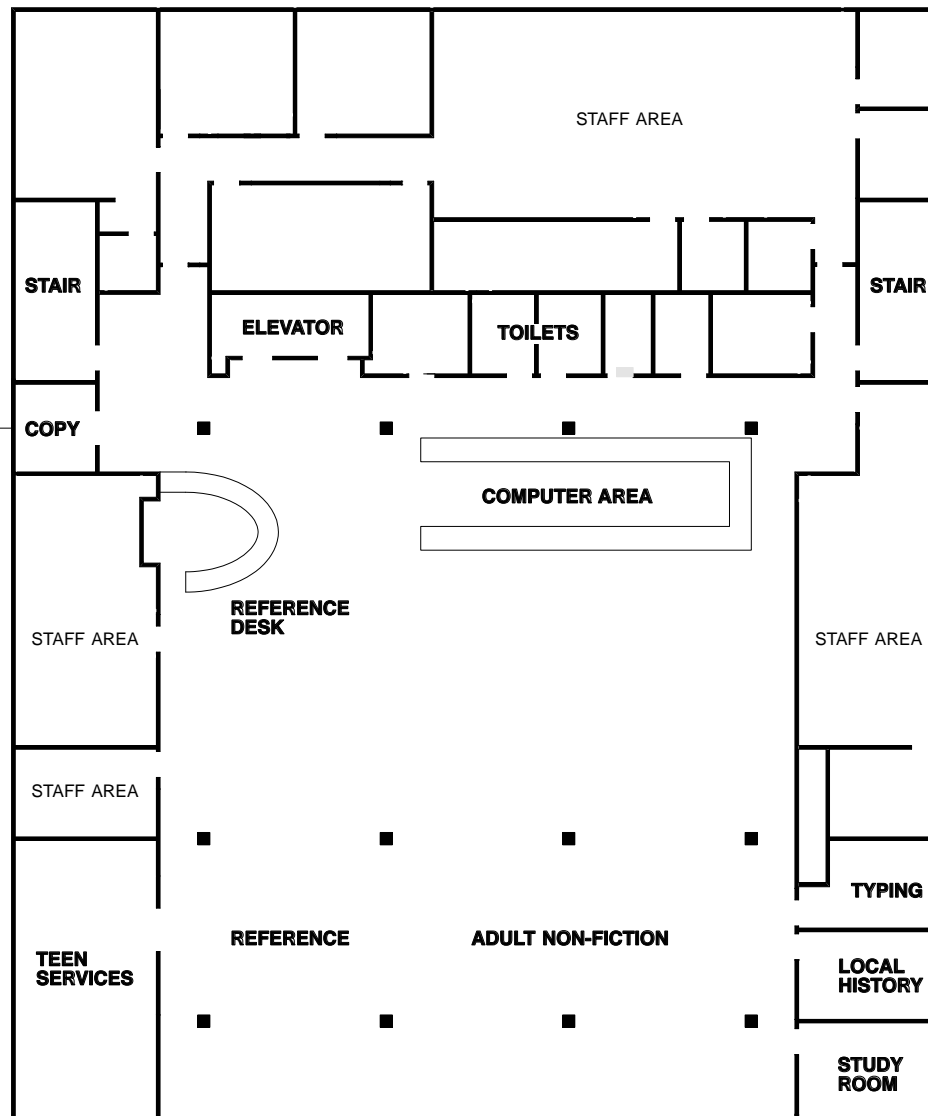 STAFF AREA
STAIR
STAIR
ELEVATOR
TOILETS
COPY
COMPUTER AREA
REFERENCE
DESK
STAFF AREA
STAFF AREA
STAFF AREA
TYPING
REFERENCE
ADULT NON-FICTION
TEEN
SERVICES
LOCAL
HISTORY
STUDY
ROOM